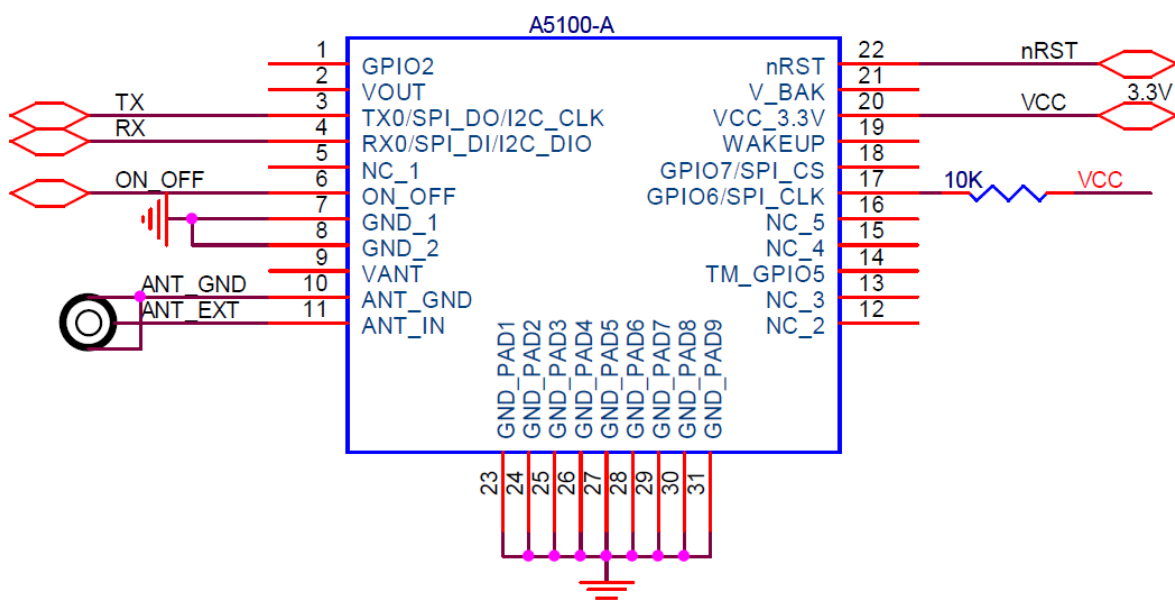 A5100-A
1 GPIO2
2 VOUT
TX 3 TX0/SPI_DO/I2C_CLK
RX 4 RX0/SPI_DI/I2C_DIO
5 NC_1
ON_OFF 6 ON_OFF
7 GND_1
8 GND_2
9 VANT
ANT_GND 10 ANT_GND
ANT_EXT 11 ANT_IN
nRST 22 nRST
V_BAK 21
VCC_3.3V 20 VCC 3.3V
WAKEUP 19
GPIO7/SPI_CS 18
GPIO6/SPI_CLK 17 10K VCC
NC_5 16
NC_4 15
TM_GPIO5 14
NC_3 13
NC_2 12
GND_PAD1 23
GND_PAD2 24
GND_PAD3 25
GND_PAD4 26
GND_PAD5 27
GND_PAD6 28
GND_PAD7 29
GND_PAD8 30
GND_PAD9 31